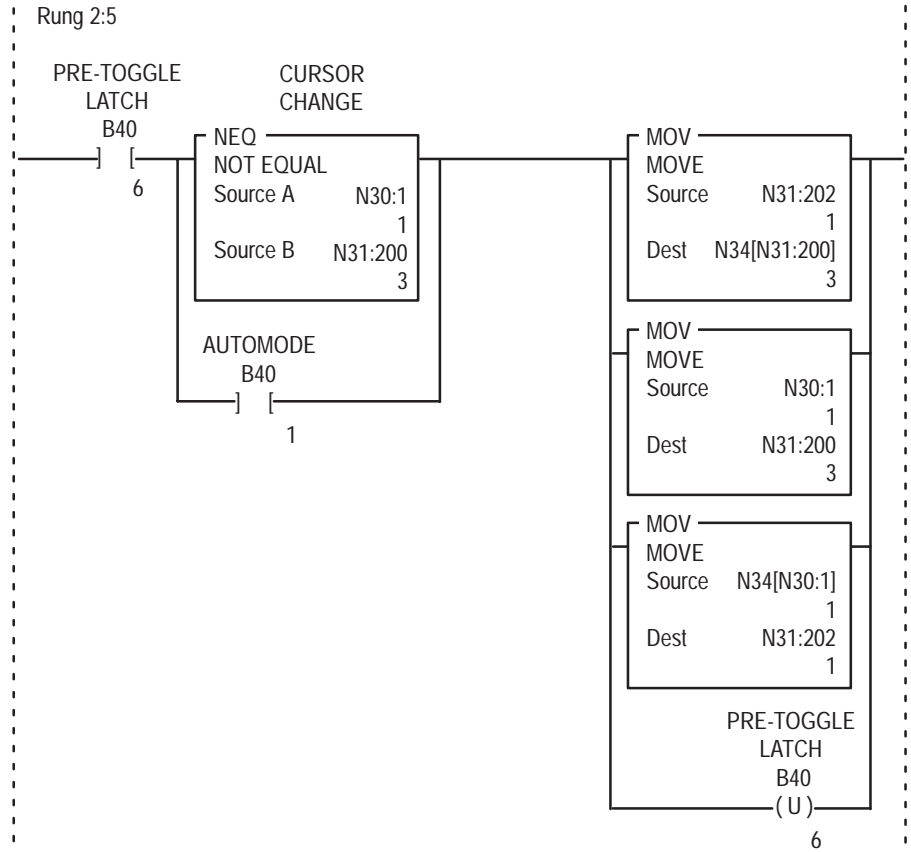 Rung 2:5
PRE-TOGGLE
LATCH
B40
] [
6
CURSOR
CHANGE
NEQ
NOT EQUAL
Source A N30:1
1
Source B N31:200
3
AUTOMODE
B40
] [
1
MOV
MOVE
Source N31:202
1
Dest N34[N31:200]
3
MOV
MOVE
Source N30:1
1
Dest N31:200
3
MOV
MOVE
Source N34[N30:1]
1
Dest N31:202
1
PRE-TOGGLE
LATCH
B40
( U )
6